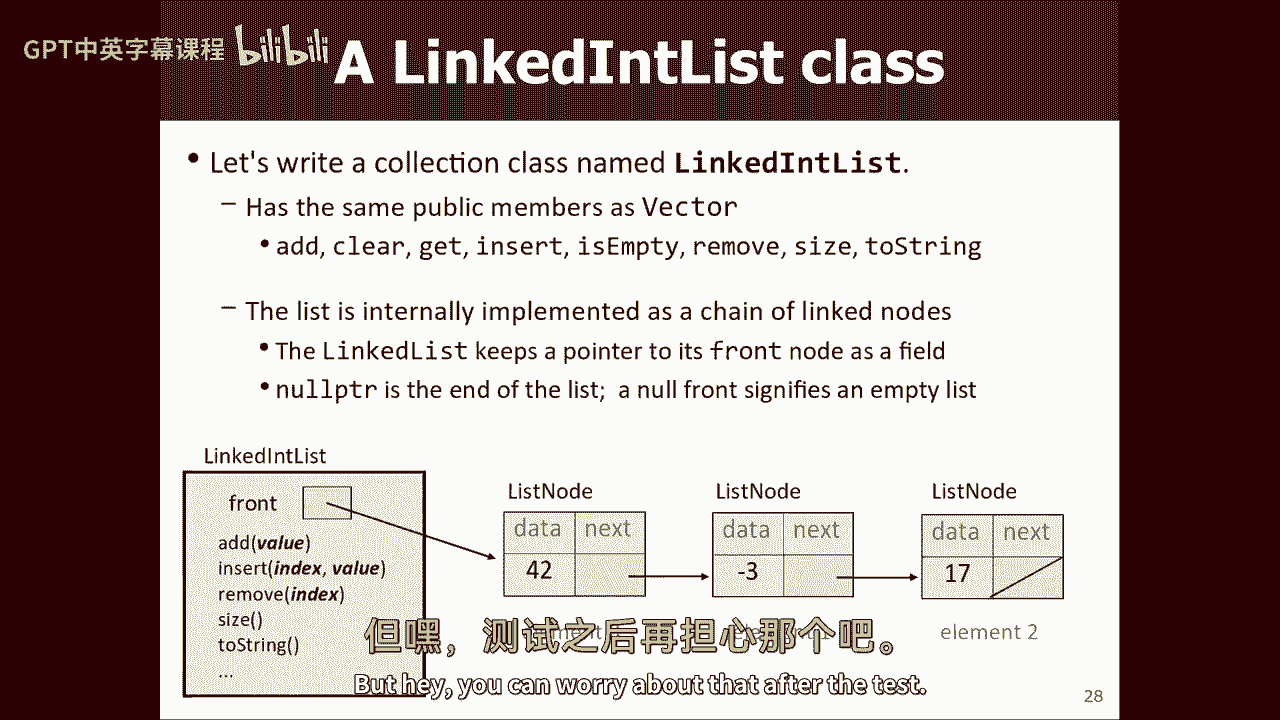 GPT中英字幕课程 bilibili
A LinkedIntList class
• Let's write a collection class named LinkedIntList.
– Has the same public members as Vector
• add, clear, get, insert, isEmpty, remove, size, toString
– The list is internally implemented as a chain of linked nodes
• The LinkedList keeps a pointer to its front node as a field
• nullptr is the end of the list; a null front signifies an empty list
LinkedIntList
front
add(value)
insert(index, value)
remove(index)
size()
toString()
...
ListNode
data next
42
ListNode
data next
-3
ListNode
data next
17
element 2
但嘿，测试之后再担心那个吧。
But hey, you can worry about that after the test.
28